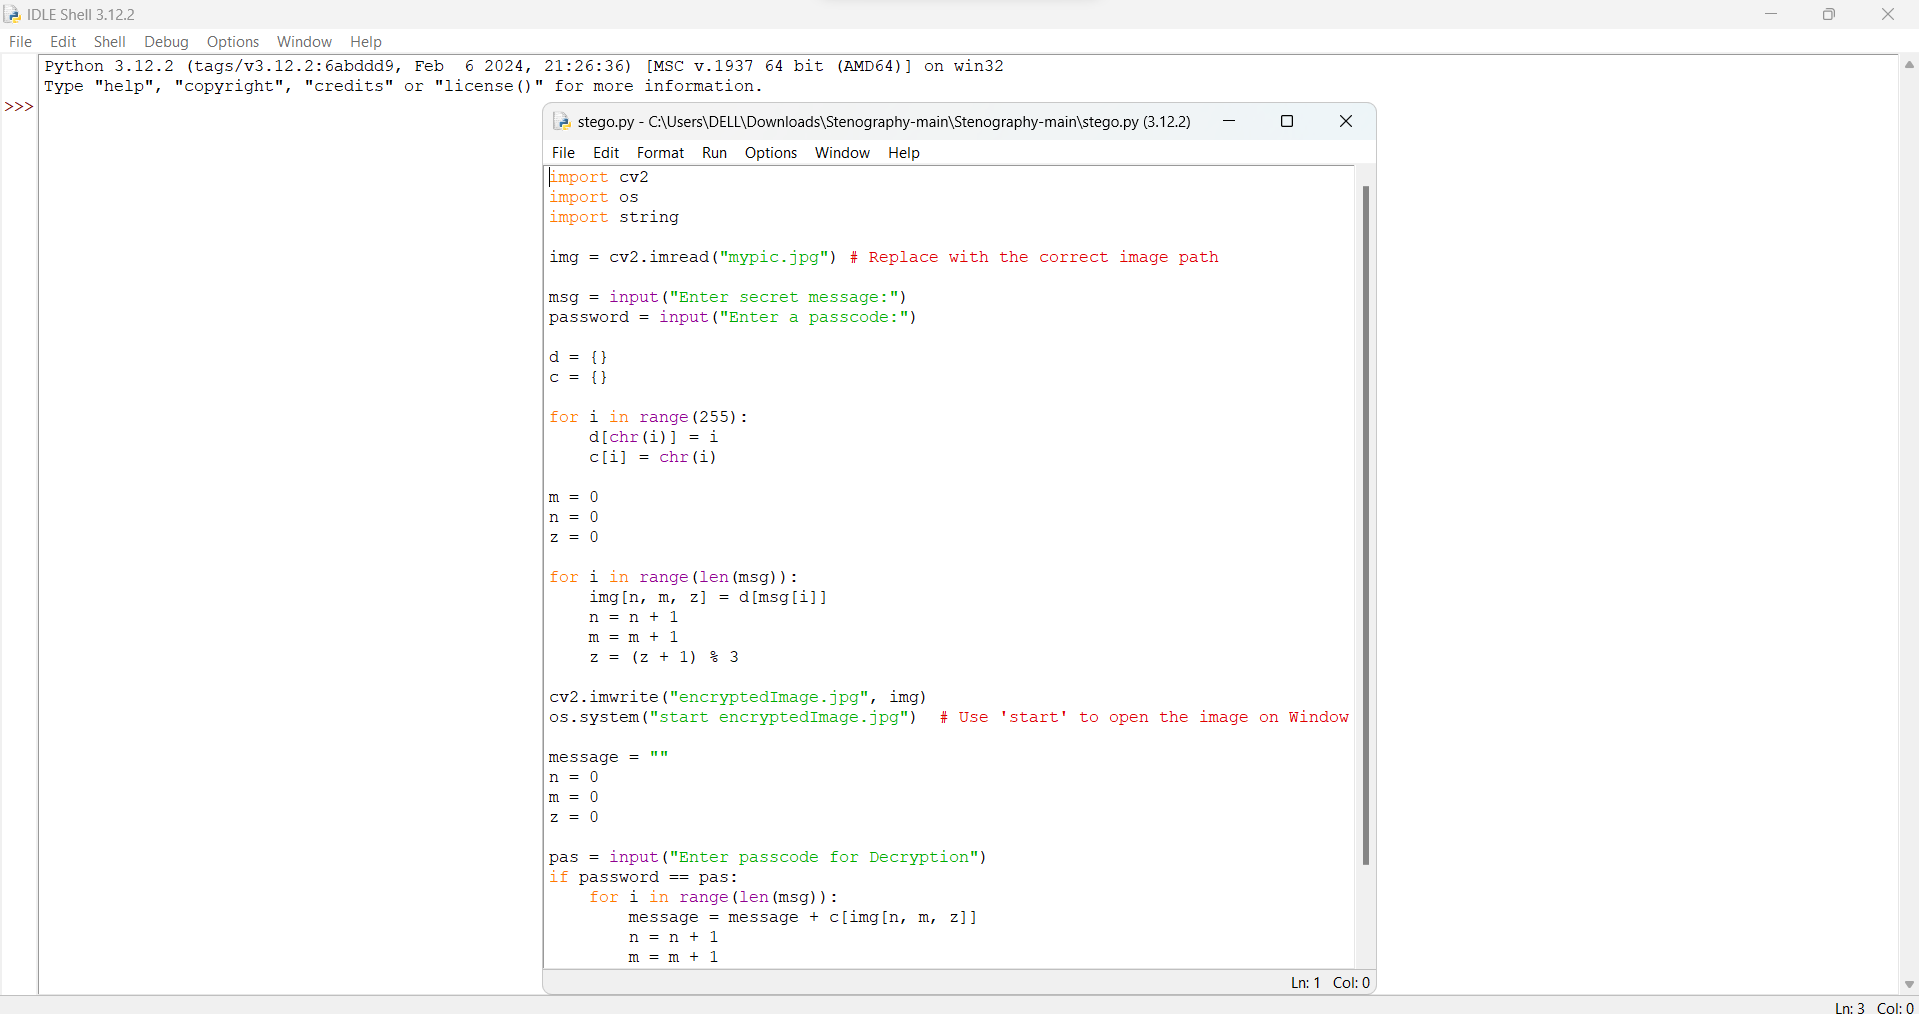 IDLE Shell 3.12.2
File Edit Shell Debug Options Window Help
Python 3.12.2 (tags/v3.12.2:6abddd9, Feb  6 2024, 21:26:36) [MSC v.1937 64 bit (AMD64)] on win32
Type "help", "copyright", "credits" or "license()" for more information.
>>>
stego.py - C:\Users\DELL\Downloads\Stenography-main\Stenography-main\stego.py (3.12.2)
File Edit Format Run Options Window Help
import cv2
import os
import string

img = cv2.imread("mypic.jpg") # Replace with the correct image path

msg = input("Enter secret message:")
password = input("Enter a passcode:")

d = {}
c = {}

for i in range(255):
    d[chr(i)] = i
    c[i] = chr(i)

m = 0
n = 0
z = 0

for i in range(len(msg)):
    img[n, m, z] = d[msg[i]]
    n = n + 1
    m = m + 1
    z = (z + 1) % 3

cv2.imwrite("encryptedImage.jpg", img)
os.system("start encryptedImage.jpg")  # Use 'start' to open the image on Window

message = ""
n = 0
m = 0
z = 0

pas = input("Enter passcode for Decryption")
if password == pas:
    for i in range(len(msg)):
        message = message + c[img[n, m, z]]
        n = n + 1
        m = m + 1
Ln: 1 Col: 0
Ln: 3 Col: 0